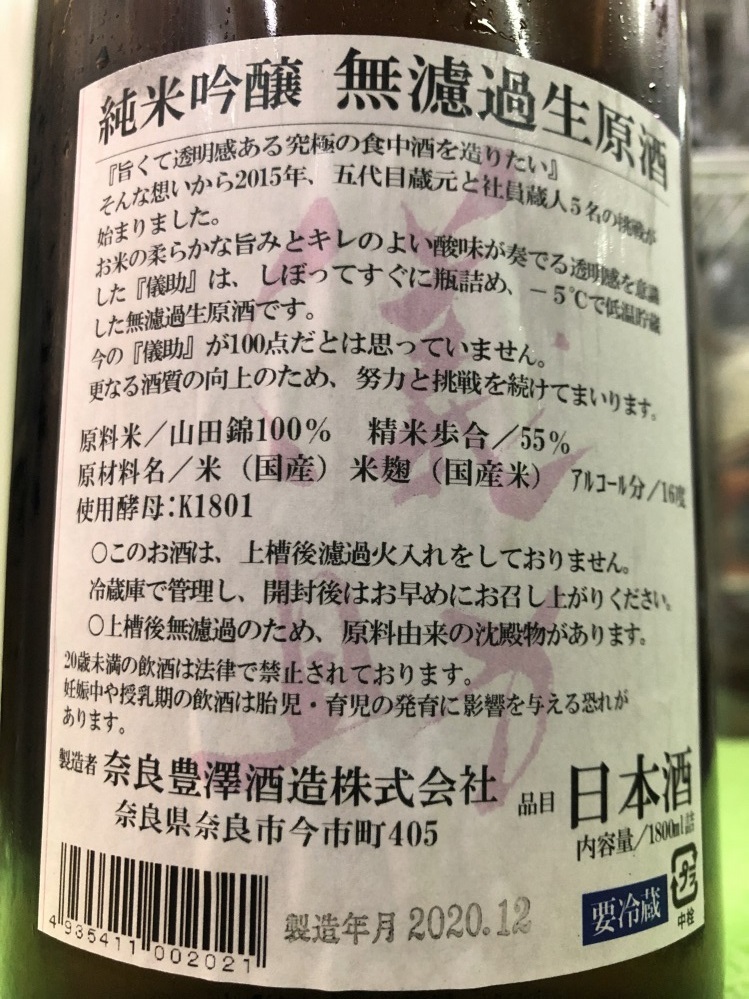 純米吟醸 無濾過生原酒
『旨くて透明感ある究極の食中酒を造りたい』
そんな想いから2015年、五代目蔵元と社員蔵人5名の挑戦が
始まりました。
お米の柔らかな旨みとキレのよい酸味が奏でる透明感を意識
した『儀助』は、しぼってすぐに瓶詰め、－5℃で低温貯蔵
した無濾過生原酒です。
今の『儀助』が100点だとは思っていません。
更なる酒質の向上のため、努力と挑戦を続けてまいります。
原料米／山田錦100％ 精米歩合／55％
原材料名／米（国産）米麹（国産米） アルコール分／16度
使用酵母:K1801
○このお酒は、上槽後濾過火入れをしておりません。
冷蔵庫で管理し、開封後はお早めにお召し上がりください。
○上槽後無濾過のため、原料由来の沈殿物があります。
20歳未満の飲酒は法律で禁止されております。
妊娠中や授乳期の飲酒は胎児・育児の発育に影響を与える恐れが
あります。
製造者 奈良豊澤酒造株式会社
奈良県奈良市今市町405
品目 日本酒
内容量／1800ml詰
4935411 002021
製造年月 2020.12
要冷蔵
プラ
中栓
儀助